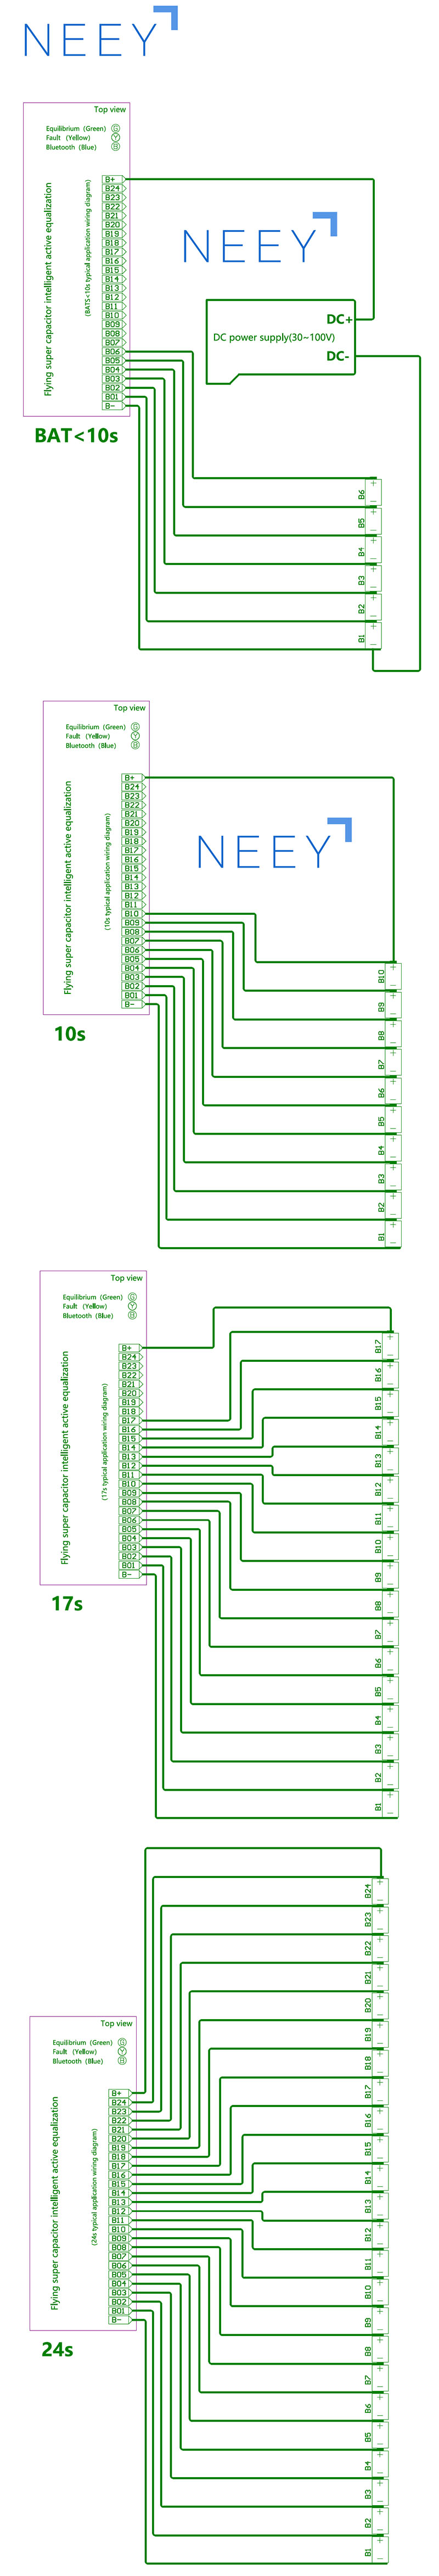 NEEY
Top view
Equilibrium (Green) G
Fault (Yelllow) Y
Bluetooth (Blue) B
Flying super capacitor intelligent active equalization
(BATS<10s typical application wiring diagram)
B+
B24
B23
B22
B21
B20
B19
B18
B17
B16
B15
B14
B13
B12
B11
B10
B09
B08
B07
B06
B05
B04
B03
B02
B01
B-
BAT<10s
NEEY
DC power supply(30~100V)
DC+
DC-
B6
B5
B4
B3
B2
B1
Top view
Equilibrium (Green) G
Fault (Yelllow) Y
Bluetooth (Blue) B
Flying super capacitor intelligent active equalization
(10s typical application wiring diagram)
B+
B24
B23
B22
B21
B20
B19
B18
B17
B16
B15
B14
B13
B12
B11
B10
B09
B08
B07
B06
B05
B04
B03
B02
B01
B-
10s
NEEY
B10
B9
B8
B7
B6
B5
B4
B3
B2
B1
Top view
Equilibrium (Green) G
Fault (Yelllow) Y
Bluetooth (Blue) B
Flying super capacitor intelligent active equalization
(17s typical application wiring diagram)
B+
B24
B23
B22
B21
B20
B19
B18
B17
B16
B15
B14
B13
B12
B11
B10
B09
B08
B07
B06
B05
B04
B03
B02
B01
B-
17s
B17
B16
B15
B14
B13
B12
B11
B10
B9
B8
B7
B6
B5
B4
B3
B2
B1
Top view
Equilibrium (Green) G
Fault (Yelllow) Y
Bluetooth (Blue) B
Flying super capacitor intelligent active equalization
(24s typical application wiring diagram)
B+
B24
B23
B22
B21
B20
B19
B18
B17
B16
B15
B14
B13
B12
B11
B10
B09
B08
B07
B06
B05
B04
B03
B02
B01
B-
24s
B24
B23
B22
B21
B20
B19
B18
B17
B16
B15
B14
B13
B12
B11
B10
B9
B8
B7
B6
B5
B4
B3
B2
B1